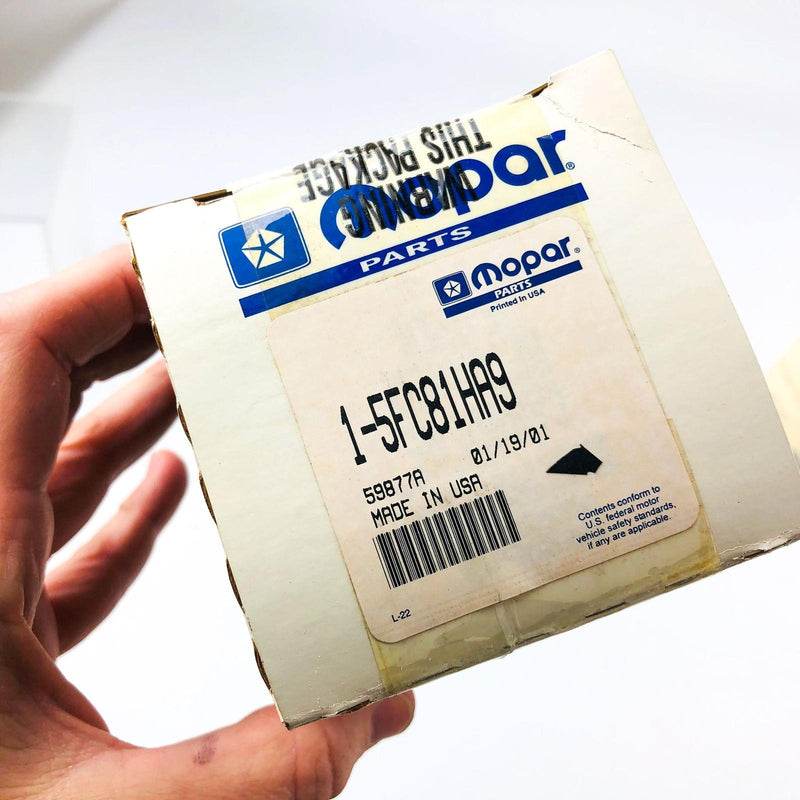 WARNING
THIS PACKAGE
Mopar®
PARTS
Mopar®
PARTS
Printed In USA
1-5FC81HA9
59877A 01/19/01
MADE IN USA
Contents conform to
U.S. federal motor
vehicle safety standards,
if any are applicable.
L-22